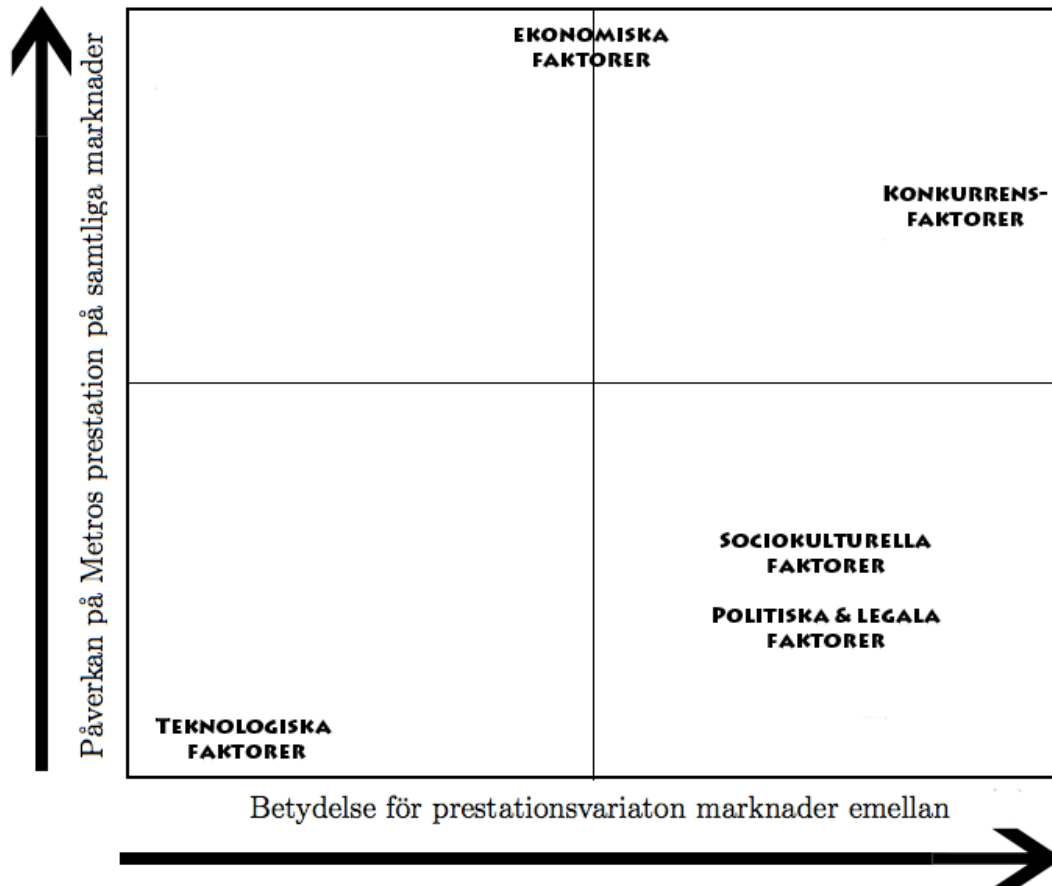 Påverkan på Metros prestation på samtliga marknader
EKONOMISKA
FAKTORER
KONKURRENS-
FAKTORER
SOCIOKULTURELLA
FAKTORER
POLITISKA & LEGALA
FAKTORER
TEKNOLOGISKA
FAKTORER
Betydelse för prestationsvariaton marknader emellan